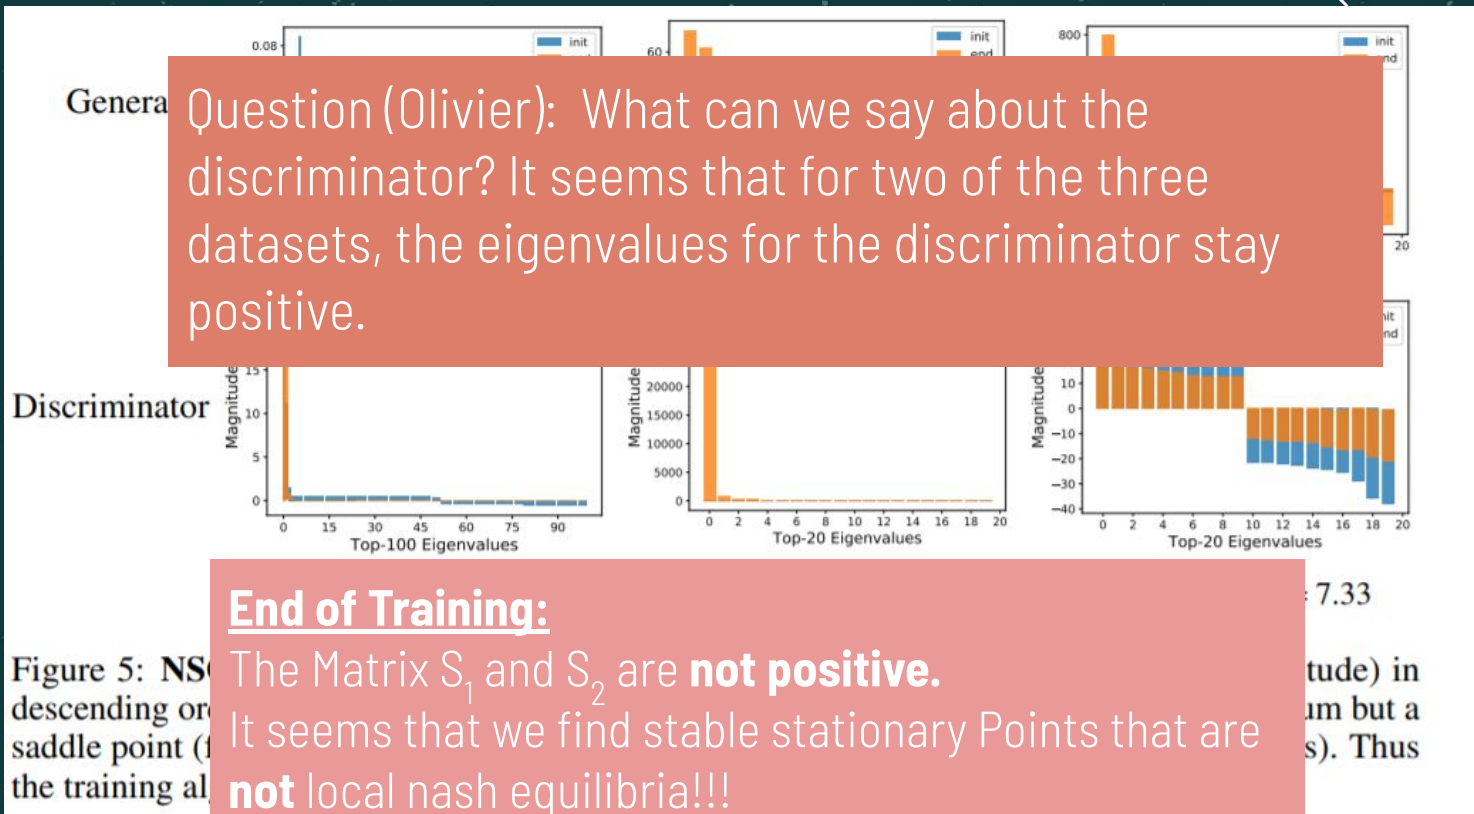 0.08
init
60
init
end
800
init
nd
Genera
Question (Olivier): What can we say about the
discriminator? It seems that for two of the three
datasets, the eigenvalues for the discriminator stay
positive.
20
nit
nd
Discriminator
Magnitude
15
10
5
0
0 15 30 45 60 75 90
Top-100 Eigenvalues
Magnitude
20000
15000
10000
5000
0
0 2 4 6 8 10 12 14 16 18 20
Top-20 Eigenvalues
Magnitude
10
0
−10
−20
−30
−40
0 2 4 6 8 10 12 14 16 18 20
Top-20 Eigenvalues
7.33
End of Training:
The Matrix S1 and S2 are not positive.
It seems that we find stable stationary Points that are
not local nash equilibria!!!
Figure 5: NS
tude) in
descending or
um but a
saddle point (
s). Thus
the training al